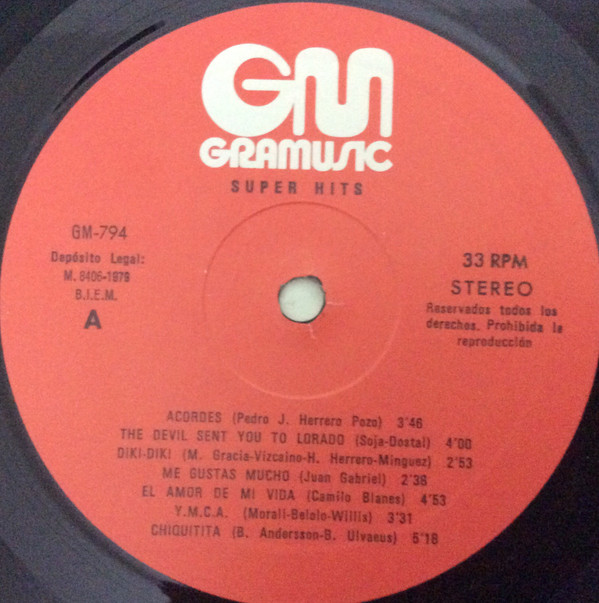 GM
GRAMUSIC
SUPER HITS
GM-794
Depósito Legal:
M. 8406-1979
B.I.E.M.
A
33 RPM
STEREO
Reservados todos los
derechos. Prohibida la
reproducción
ACORDES (Pedro J. Herrero Pozo) 3'46
THE DEVIL SENT YOU TO LORADO (Soja-Dostal) 4'00
DIKI-DIKI (M. Gracia-Vizcaino-H. Herrero-Minguez) 2'53
ME GUSTAS MUCHO (Juan Gabriel) 2'38
EL AMOR DE MI VIDA (Camilo Blanes) 4'53
Y.M.C.A. (Morali-Belolo-Willis) 3'31
CHIQUITITA (B. Andersson-B. Ulvaeus) 5'18